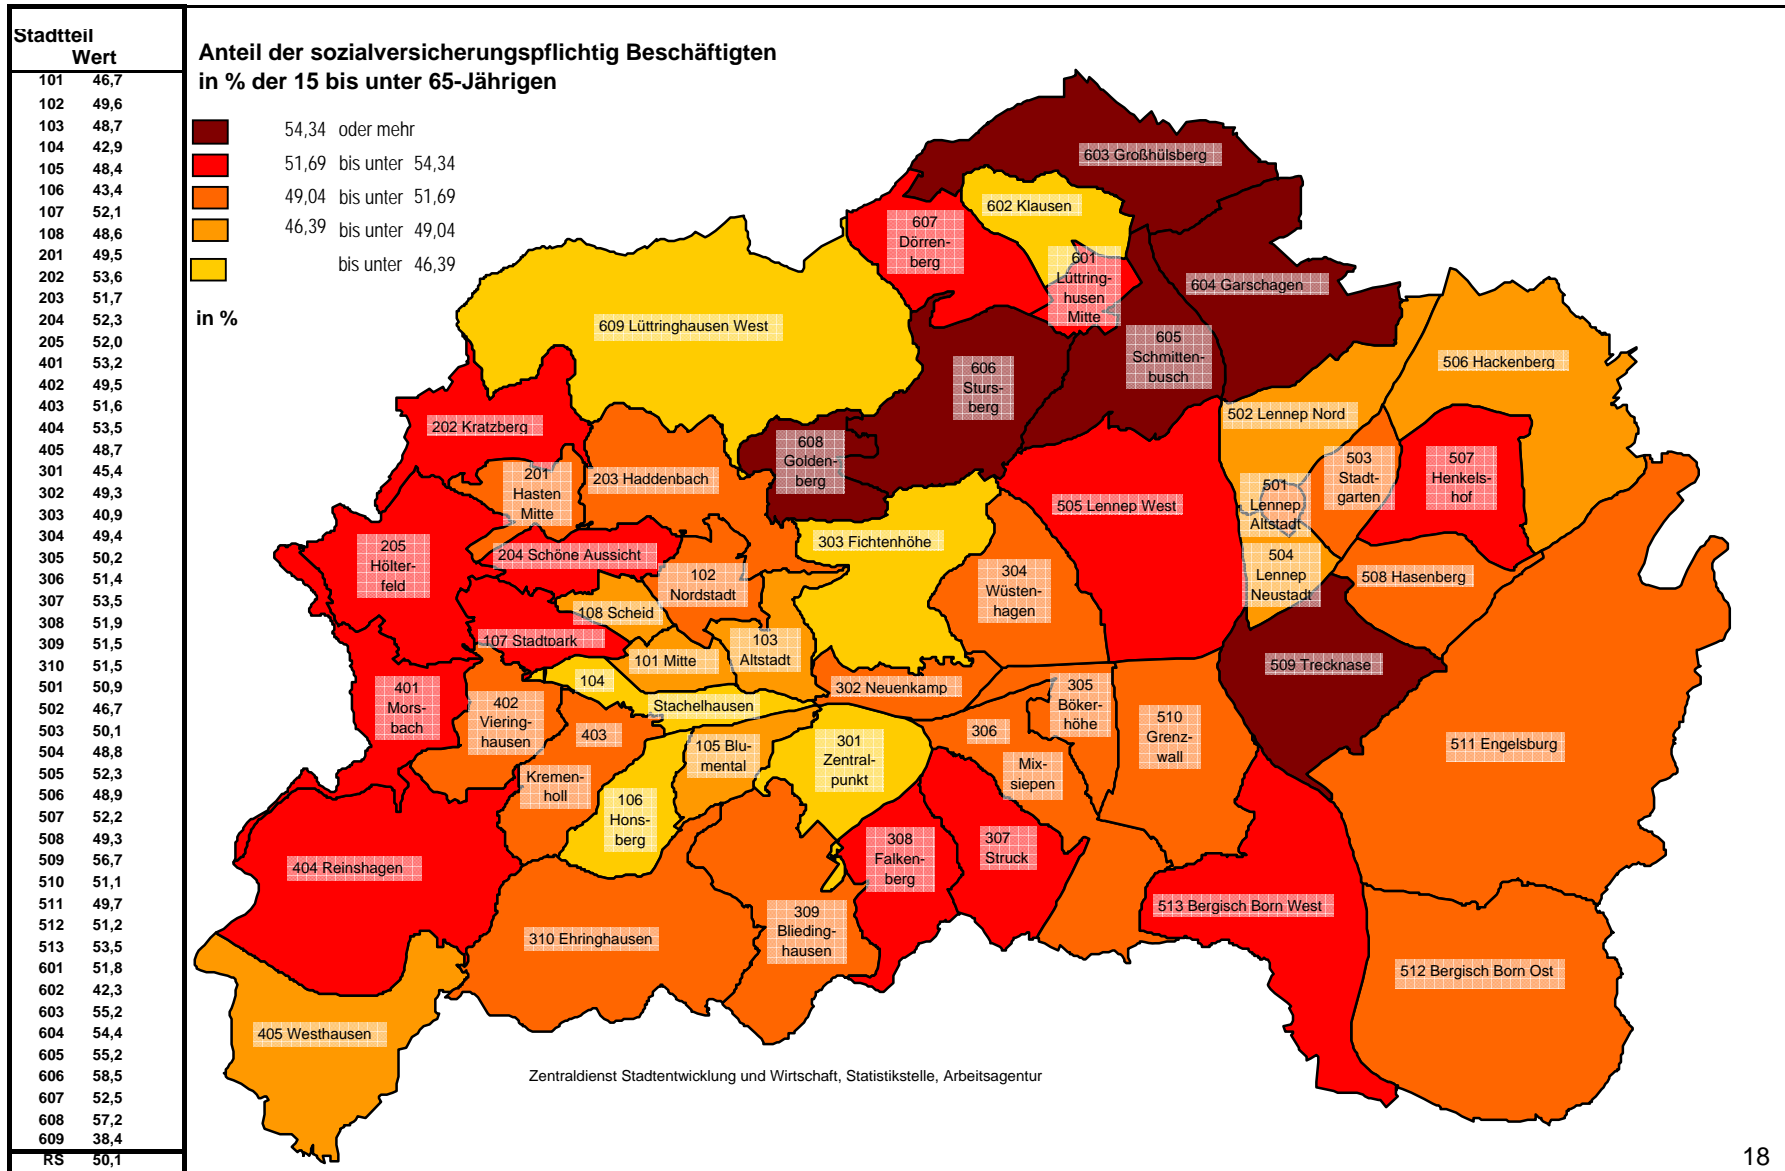 Stadtteil
Wert
101 46,7
102 49,6
103 48,7
104 42,9
105 48,4
106 43,4
107 52,1
108 48,6
201 49,5
202 53,6
203 51,7
204 52,3
205 52,0
401 53,2
402 49,5
403 51,6
404 53,5
405 48,7
301 45,4
302 49,3
303 40,9
304 49,4
305 50,2
306 51,4
307 53,5
308 51,9
309 51,5
310 51,5
501 50,9
502 46,7
503 50,1
504 48,8
505 52,3
506 48,9
507 52,2
508 49,3
509 56,7
510 51,1
511 49,7
512 51,2
513 53,5
601 51,8
602 42,3
603 55,2
604 54,4
605 55,2
606 58,5
607 52,5
608 57,2
609 38,4
RS 50,1
Anteil der sozialversicherungspflichtig Beschäftigten
in % der 15 bis unter 65-Jährigen
54,34 oder mehr
51,69 bis unter 54,34
49,04 bis unter 51,69
46,39 bis unter 49,04
bis unter 46,39
in %
603 Großhülsberg
602 Klausen
607
Dörren-
berg
601
Lüttring-
husen
Mitte
604 Garschagen
609 Lüttringhausen West
605
Schmitten-
busch
606
Sturs-
berg
506 Hackenberg
502 Lennep Nord
202 Kratzberg
608
Golden-
berg
503
Stadt-
garten
507
Henkels-
hof
201
Hasten
Mitte
203 Haddenbach
501
Lennep
Altstadt
505 Lennep West
303 Fichtenhöhe
205
Hölter-
feld
204 Schöne Aussicht
504
Lennep
Neustadt
102
Nordstadt
304
Wüsten-
hagen
508 Hasenberg
108 Scheid
107 Stadtpark
103
Altstadt
101 Mitte
509 Trecknase
104
Stachelhausen
302 Neuenkamp
401
Mors-
bach
402
Viering-
hausen
305
Böker-
höhe
510
Grenz-
wall
403
Kremen-
holl
105 Blu-
mental
301
Zentral-
punkt
306
Mix-
siepen
511 Engelsburg
106
Hons-
berg
308
Falken-
berg
307
Struck
404 Reinshagen
513 Bergisch Born West
309
Blieding-
hausen
310 Ehringhausen
512 Bergisch Born Ost
405 Westhausen
Zentraldienst Stadtentwicklung und Wirtschaft, Statistikstelle, Arbeitsagentur
18